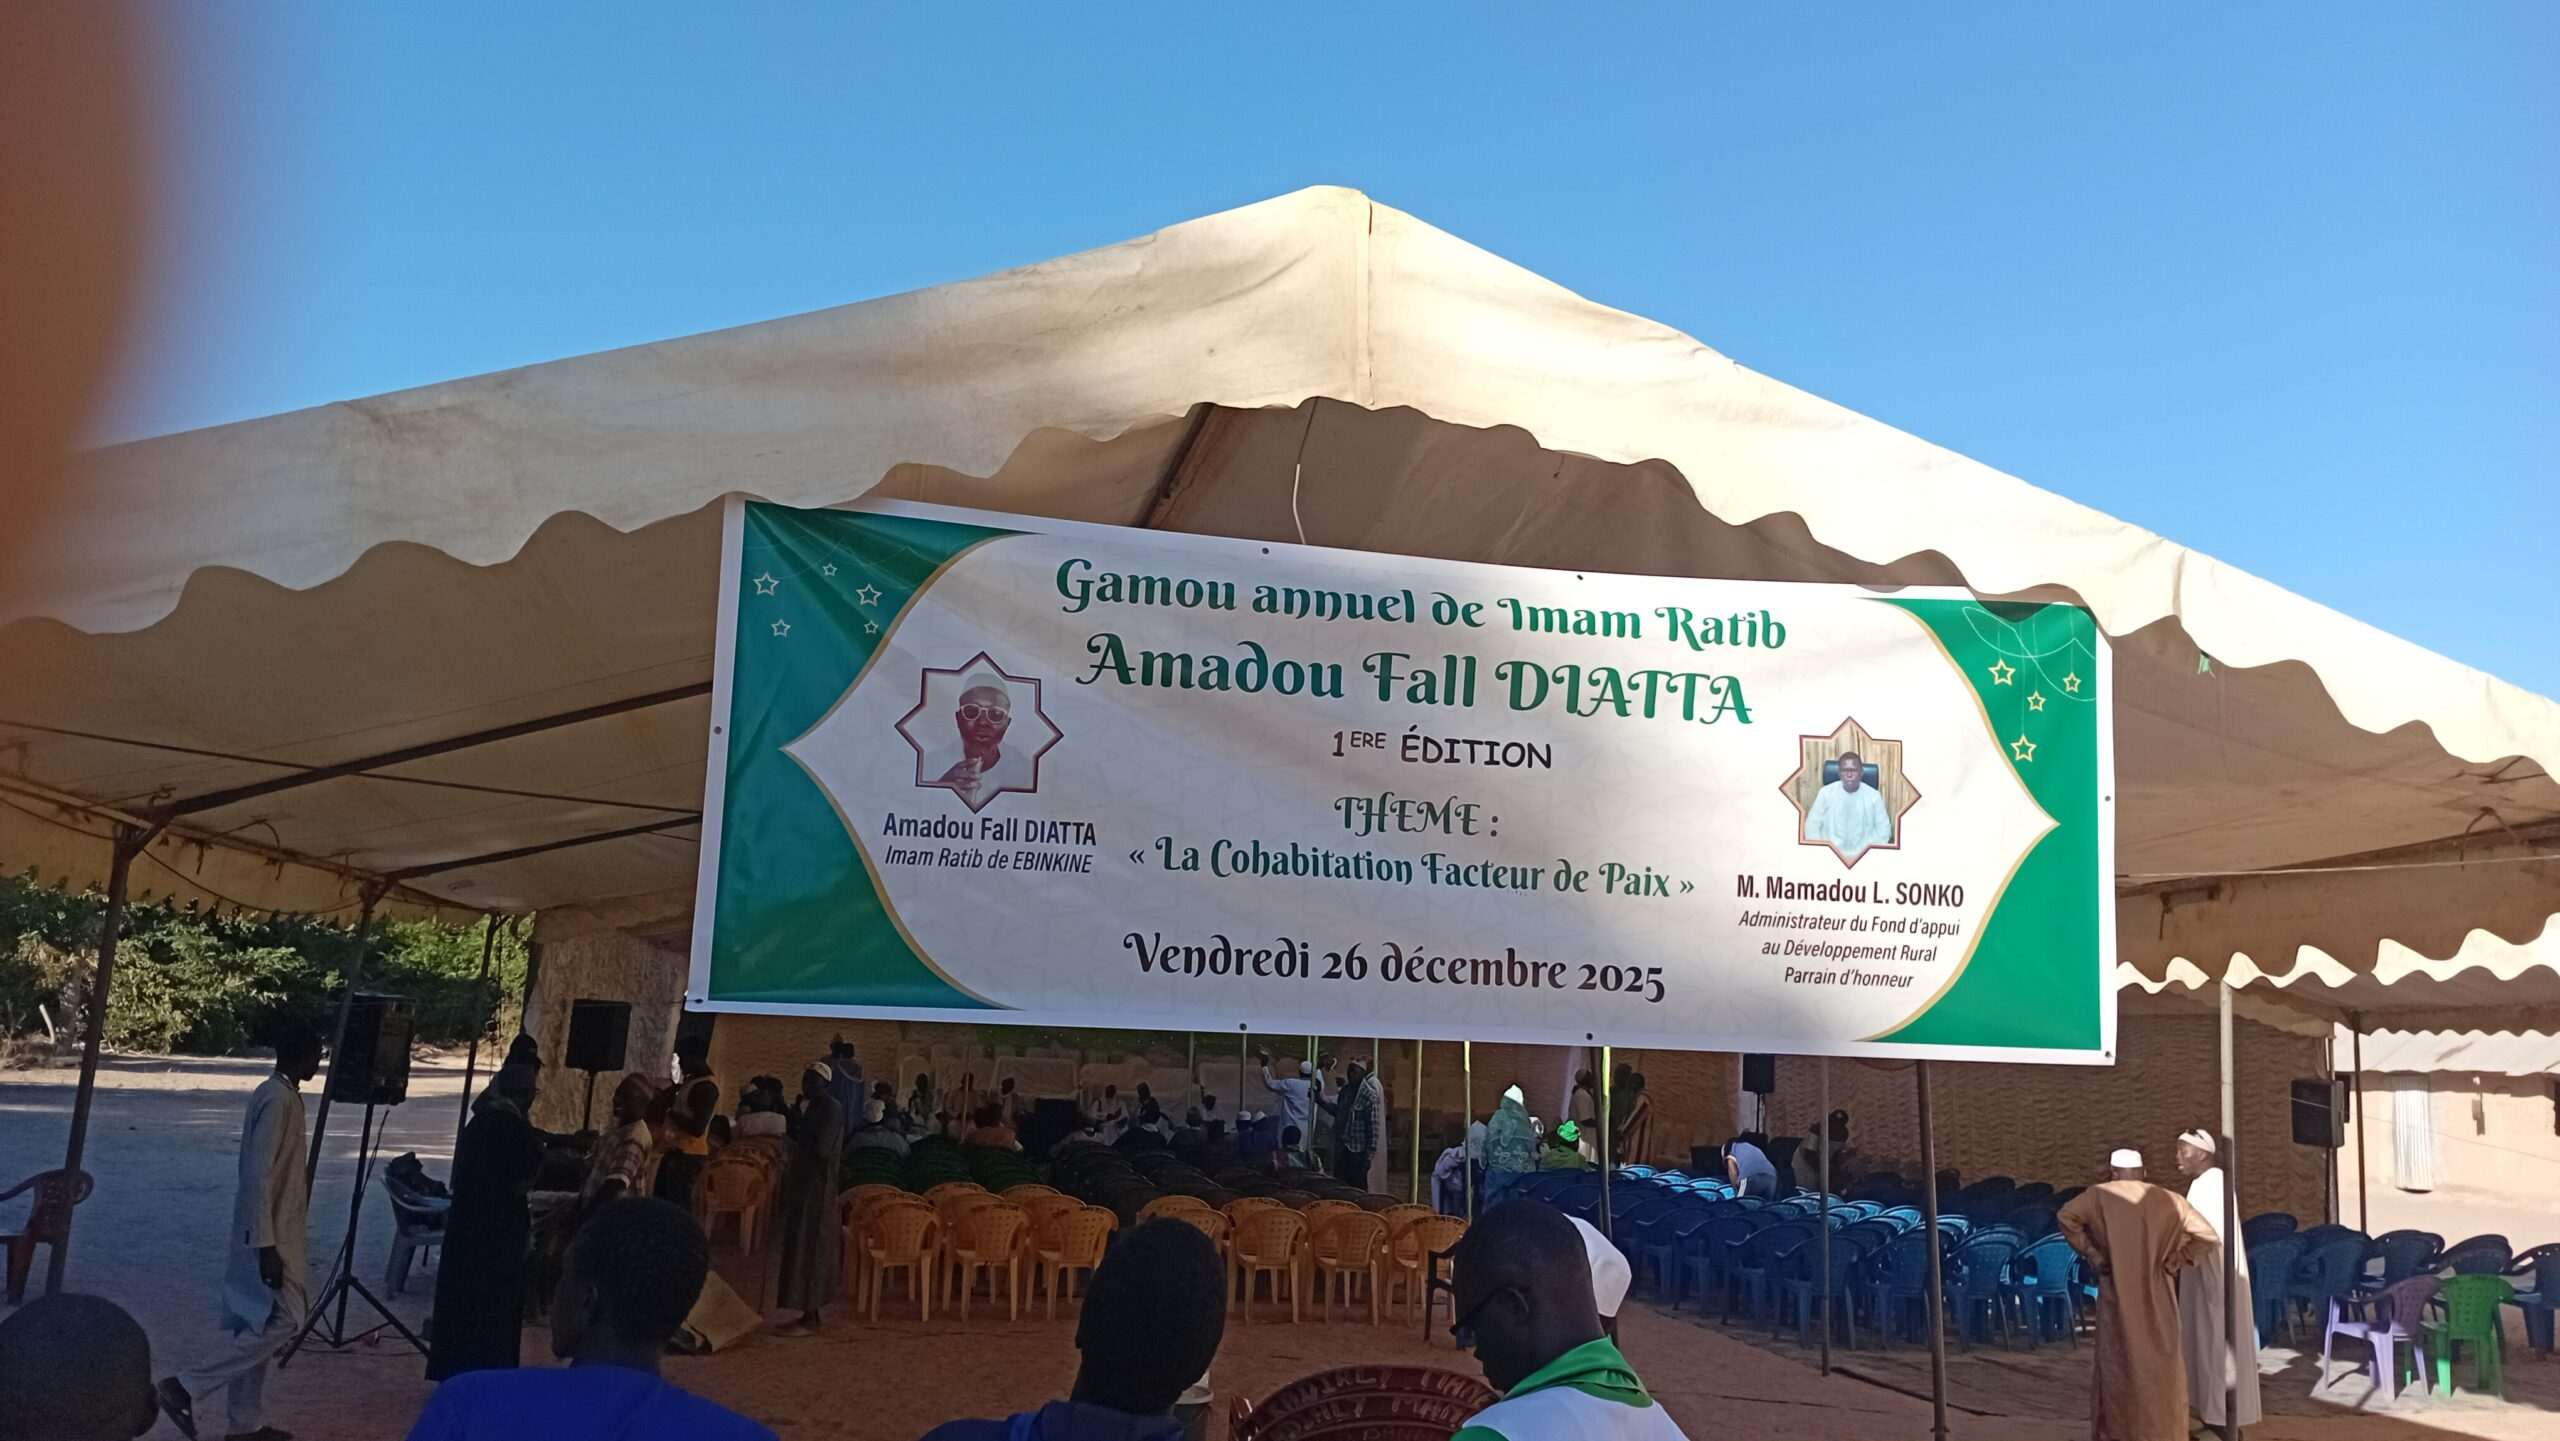 Gamou annuel de Imam Ratib
Amadou Fall DIATTA
1ERE ÉDITION
THEME :
« La Cohabitation Facteur de Paix »
Vendredi 26 décembre 2025
Amadou Fall DIATTA
Imam Ratib de EBINKINE
M. Mamadou L. SONKO
Administrateur du Fond d'appui
au Développement Rural
Parrain d'honneur